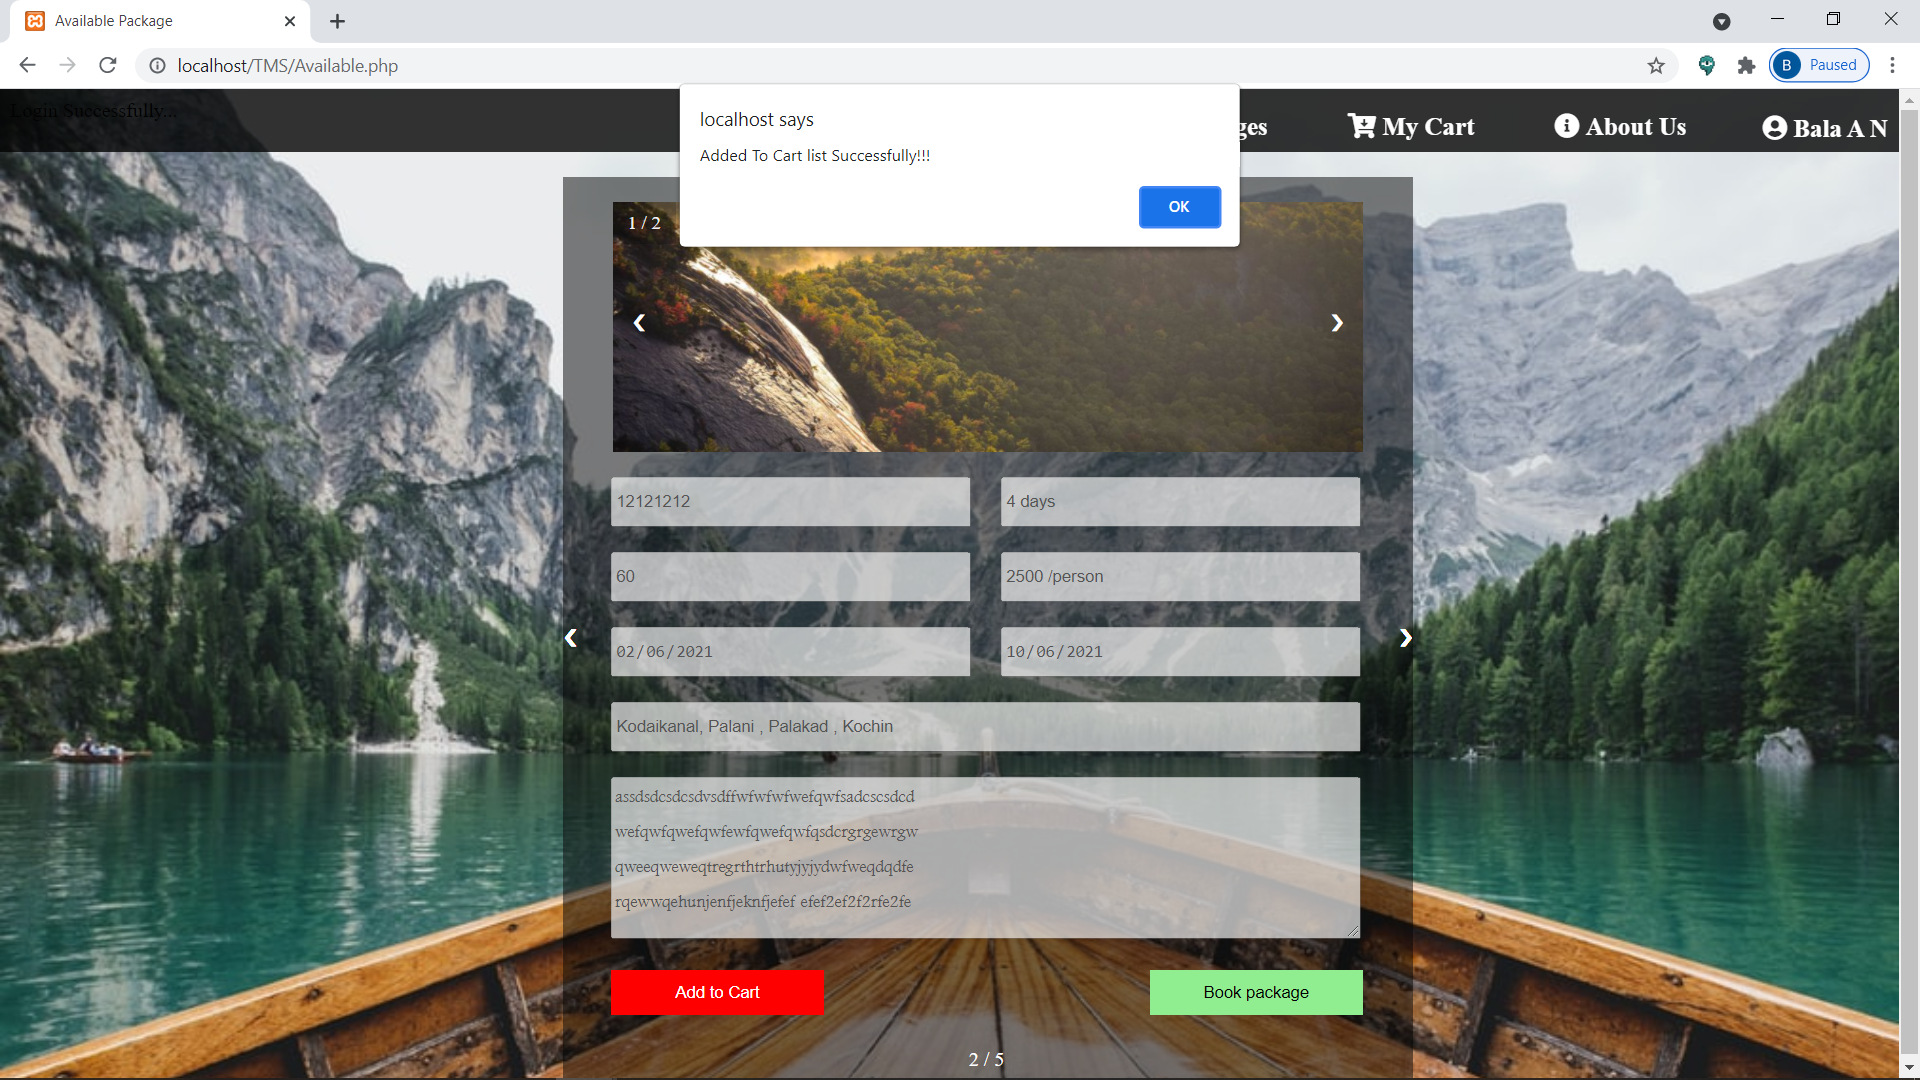 Available Package
localhost/TMS/Available.php
B Paused
Login Successfully...
ges
My Cart
About Us
Bala A N
localhost says
Added To Cart list Successfully!!!
OK
1 / 2
12121212
4 days
60
2500 /person
02/06/2021
10/06/2021
Kodaikanal, Palani , Palakad , Kochin
assdsdcsdcsdvsdffwfwfwfwefqwfsadcscsdcd
wefqwfqwefqwfewfqwefqwfqsdcrgrgewrgw
qweeqweweqtregrthtrhutyjyjydwfweqdqdfe
rqewwqehunjenfjeknfjefef efef2ef2f2rfe2fe
Add to Cart
Book package
2 / 5